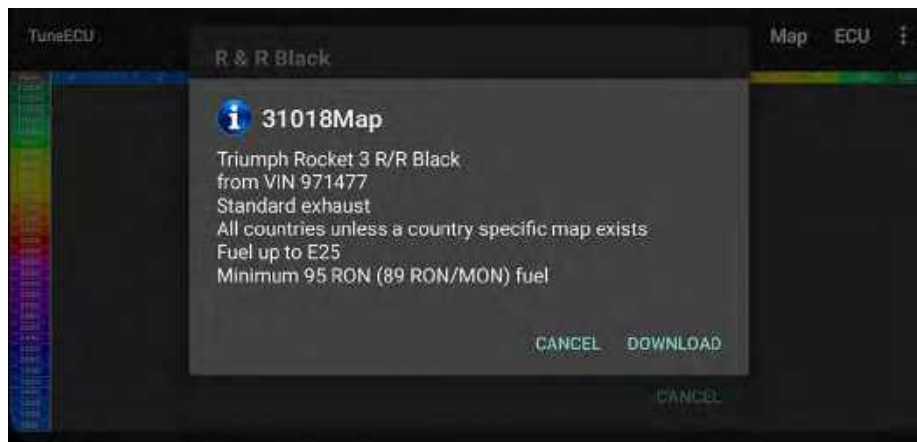 TuneECU
Map ECU
R & R Black
31018Map
Triumph Rocket 3 R/R Black
from VIN 971477
Standard exhaust
All countries unless a country specific map exists
Fuel up to E25
Minimum 95 RON (89 RON/MON) fuel
CANCEL DOWNLOAD
CANCEL